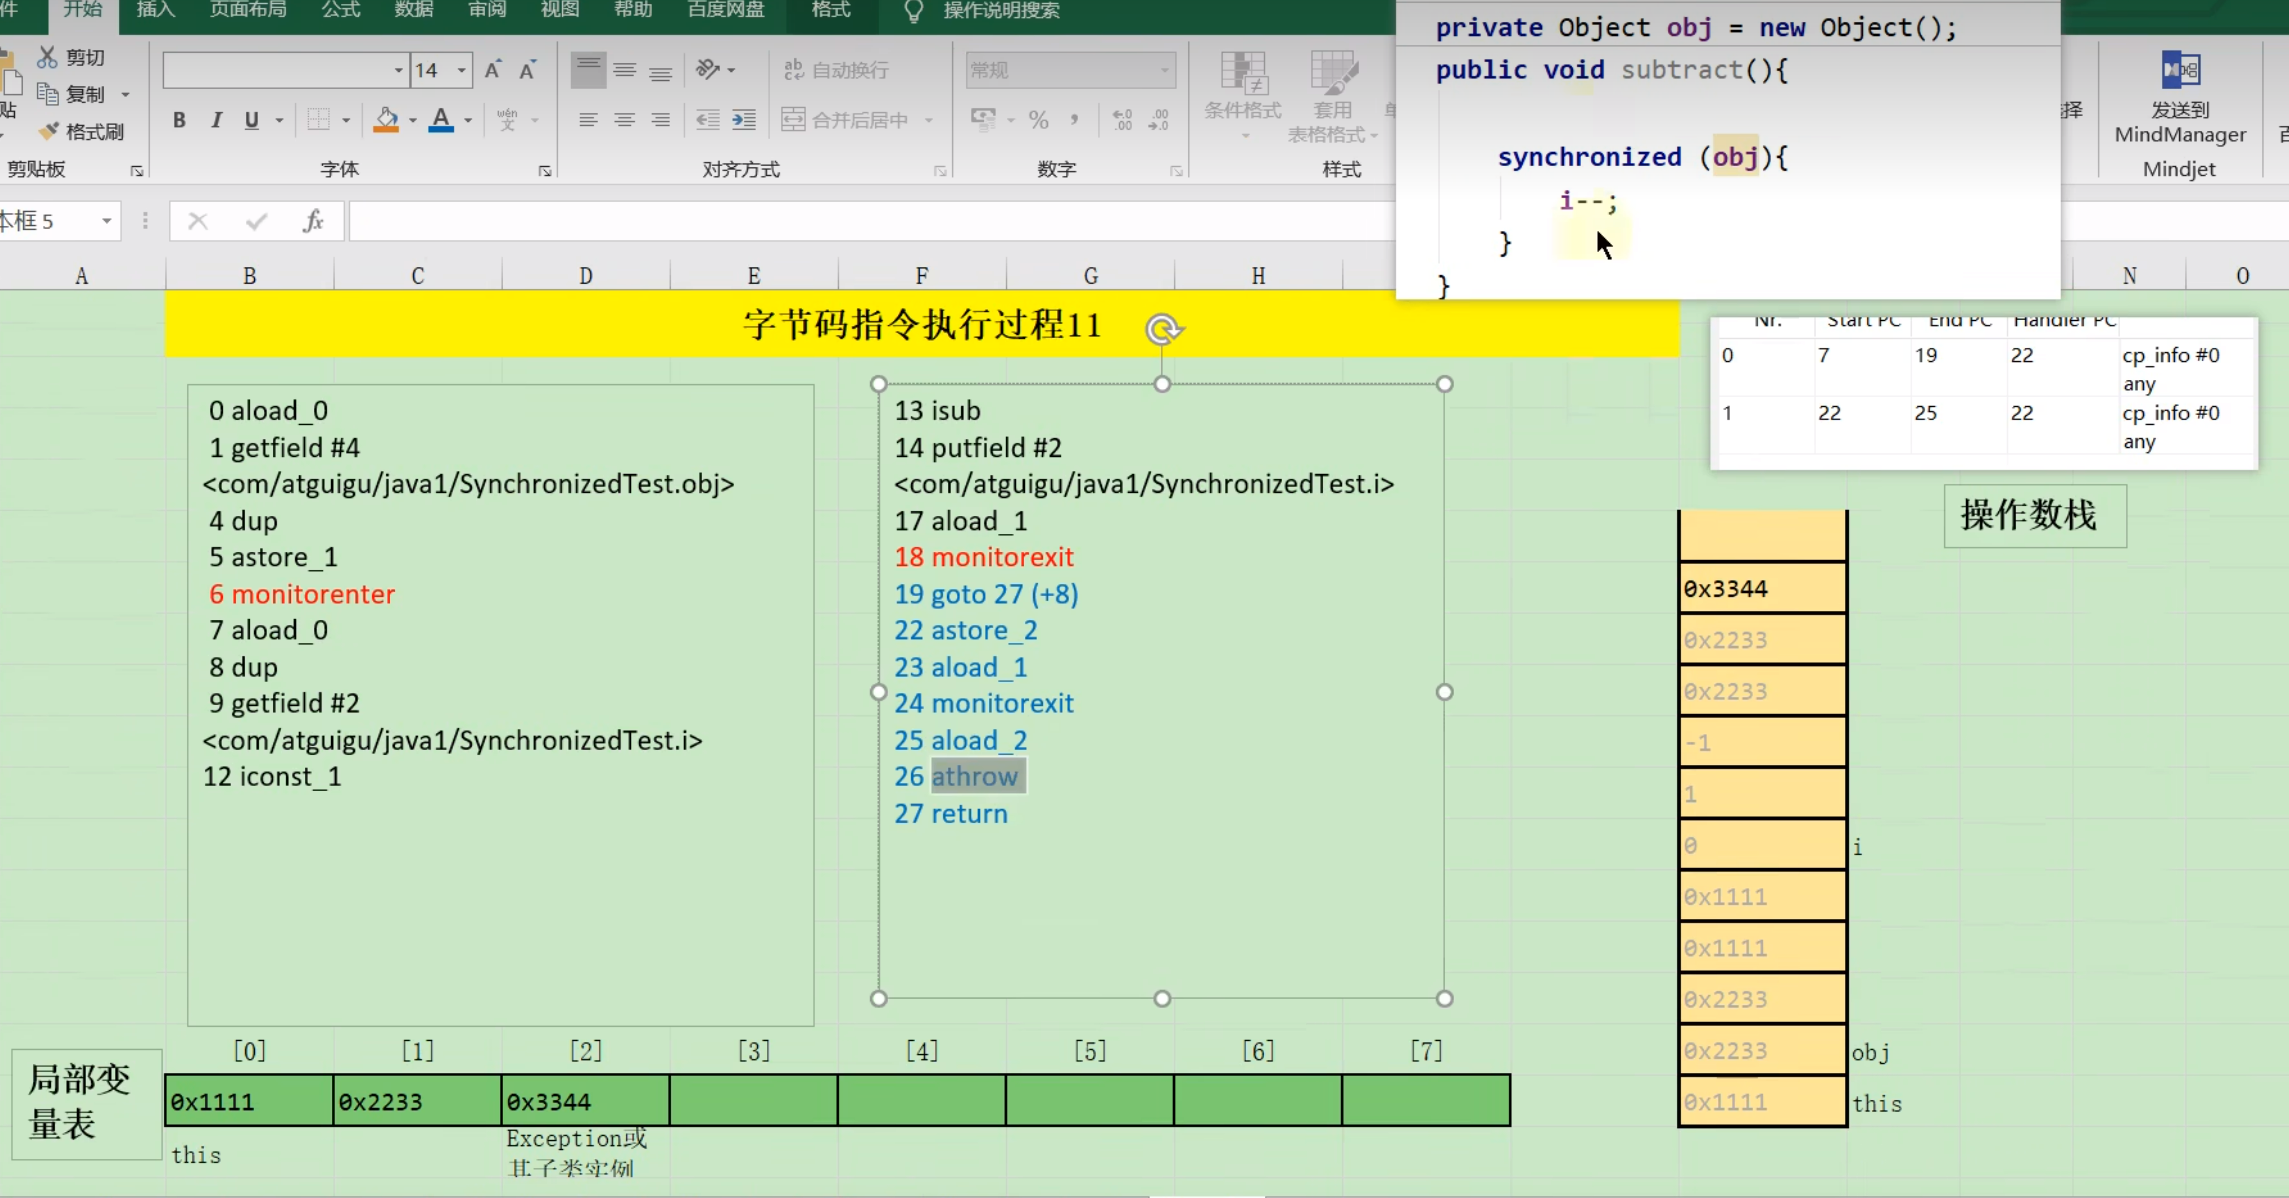 件 开始 插入 页面布局 公式 数据 审阅 视图 帮助 百度网盘 格式 操作说明搜索
贴
剪切
复制
格式刷
剪贴板
14
A A
B I U A
wén
文
字体
自动换行
合并后居中
对齐方式
常规
% ,
数字
条件格式
套用
表格格式
样式
择
发送到
MindManager
Mindjet
private Object obj = new Object();
public void subtract(){
synchronized (obj){
i--;
}
}
本框 5
fx
A B C D E F G H N O
字节码指令执行过程11
Nr. Start PC End PC Handler PC
0 7 19 22 cp_info #0
any
1 22 25 22 cp_info #0
any
0 aload_0
1 getfield #4
<com/atguigu/java1/SynchronizedTest.obj>
4 dup
5 astore_1
6 monitorenter
7 aload_0
8 dup
9 getfield #2
<com/atguigu/java1/SynchronizedTest.i>
12 iconst_1
13 isub
14 putfield #2
<com/atguigu/java1/SynchronizedTest.i>
17 aload_1
18 monitorexit
19 goto 27 (+8)
22 astore_2
23 aload_1
24 monitorexit
25 aload_2
26 athrow
27 return
操作数栈
0x3344
0x2233
0x2233
-1
1
0 i
0x1111
0x1111
0x2233
0x2233 obj
0x1111 this
[0] [1] [2] [3] [4] [5] [6] [7]
局部变
量表
0x1111 0x2233 0x3344
this
Exception或
其子类实例